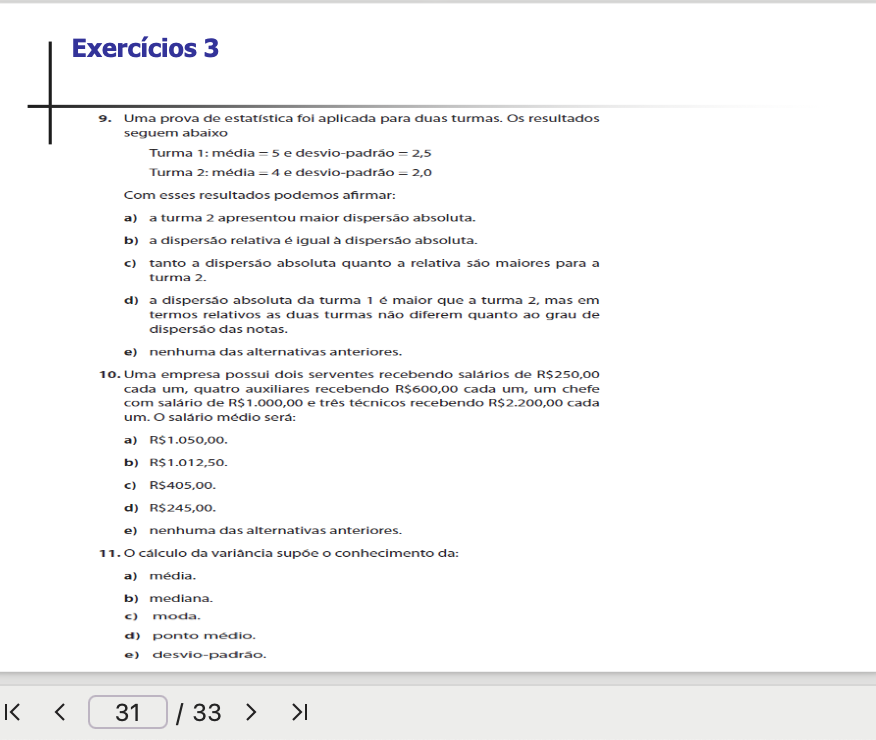 Exercícios 3
9. Uma prova de estatística foi aplicada para duas turmas. Os resultados
seguem abaixo
Turma 1: média = 5 e desvio-padrão = 2,5
Turma 2: média = 4 e desvio-padrão = 2,0
Com esses resultados podemos afirmar:
a) a turma 2 apresentou maior dispersão absoluta.
b) a dispersão relativa é igual à dispersão absoluta.
c) tanto a dispersão absoluta quanto a relativa são maiores para a
turma 2.
d) a dispersão absoluta da turma 1 é maior que a turma 2, mas em
termos relativos as duas turmas não diferem quanto ao grau de
dispersão das notas.
e) nenhuma das alternativas anteriores.
10. Uma empresa possui dois serventes recebendo salários de R$250,00
cada um, quatro auxiliares recebendo R$600,00 cada um, um chefe
com salário de R$1.000,00 e três técnicos recebendo R$2.200,00 cada
um. O salário médio será:
a) R$1.050,00.
b) R$1.012,50.
c) R$405,00.
d) R$245,00.
e) nenhuma das alternativas anteriores.
11. O cálculo da variância supõe o conhecimento da:
a) média.
b) mediana.
c) moda.
d) ponto médio.
e) desvio-padrão.
31 / 33